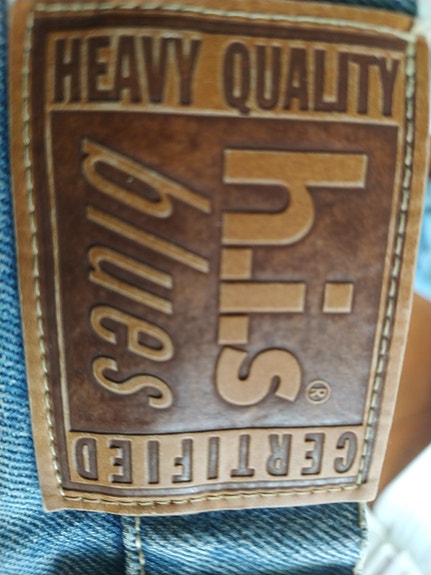 HEAVY QUALITY
h.i.s®
blues
CERTIFIED